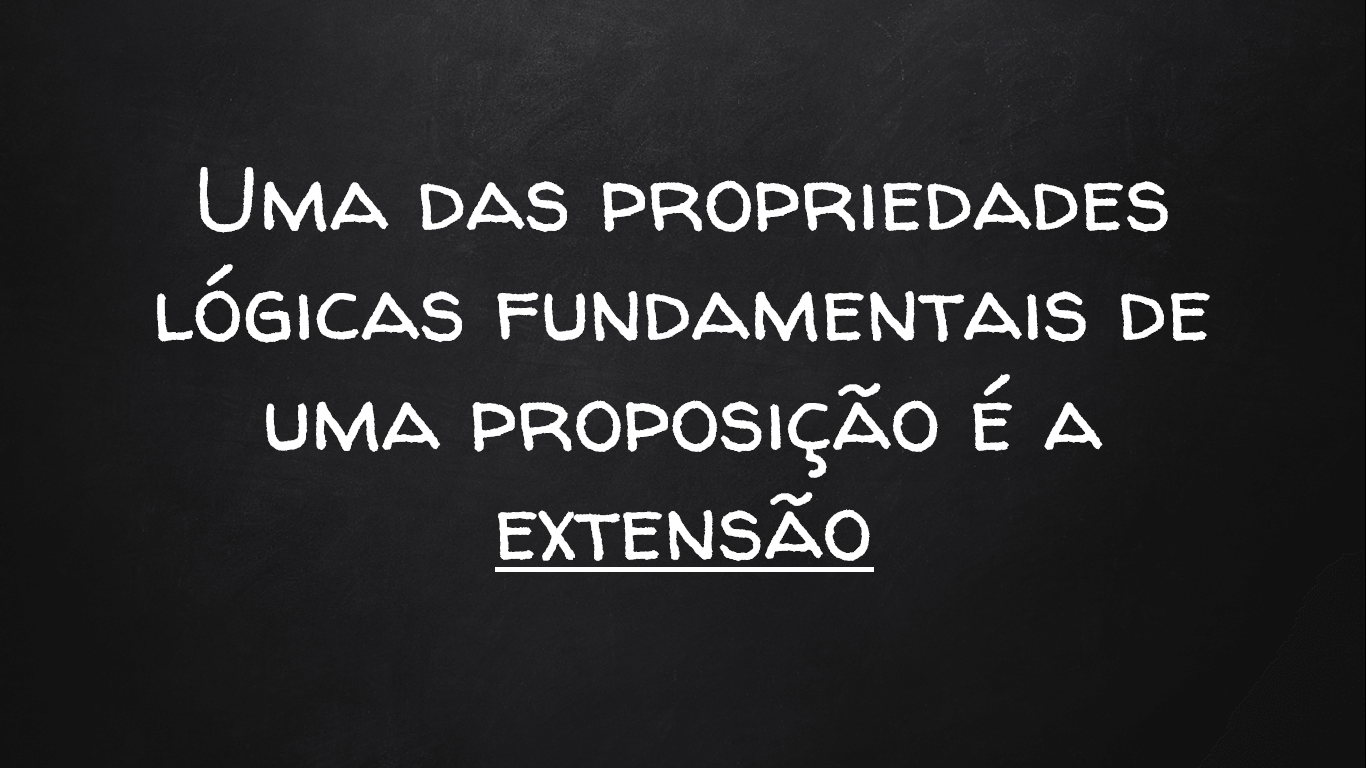 Uma das propriedades
lógicas fundamentais de
uma proposição é a
extensão